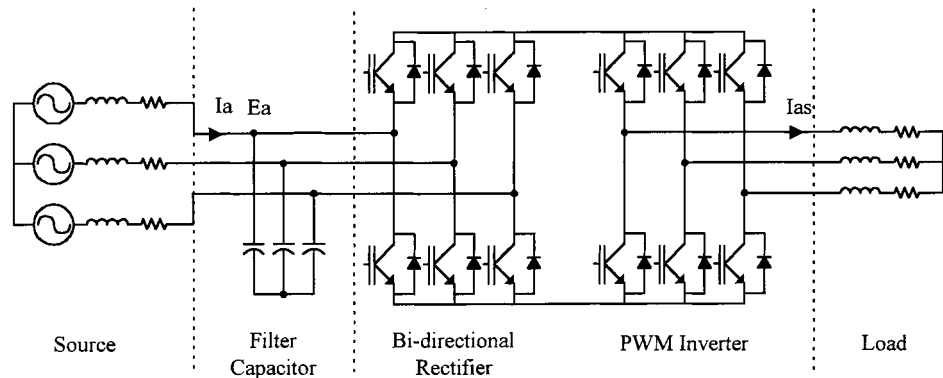 Ia Ea
Ias
Source
Filter
Capacitor
Bi-directional
Rectifier
PWM Inverter
Load